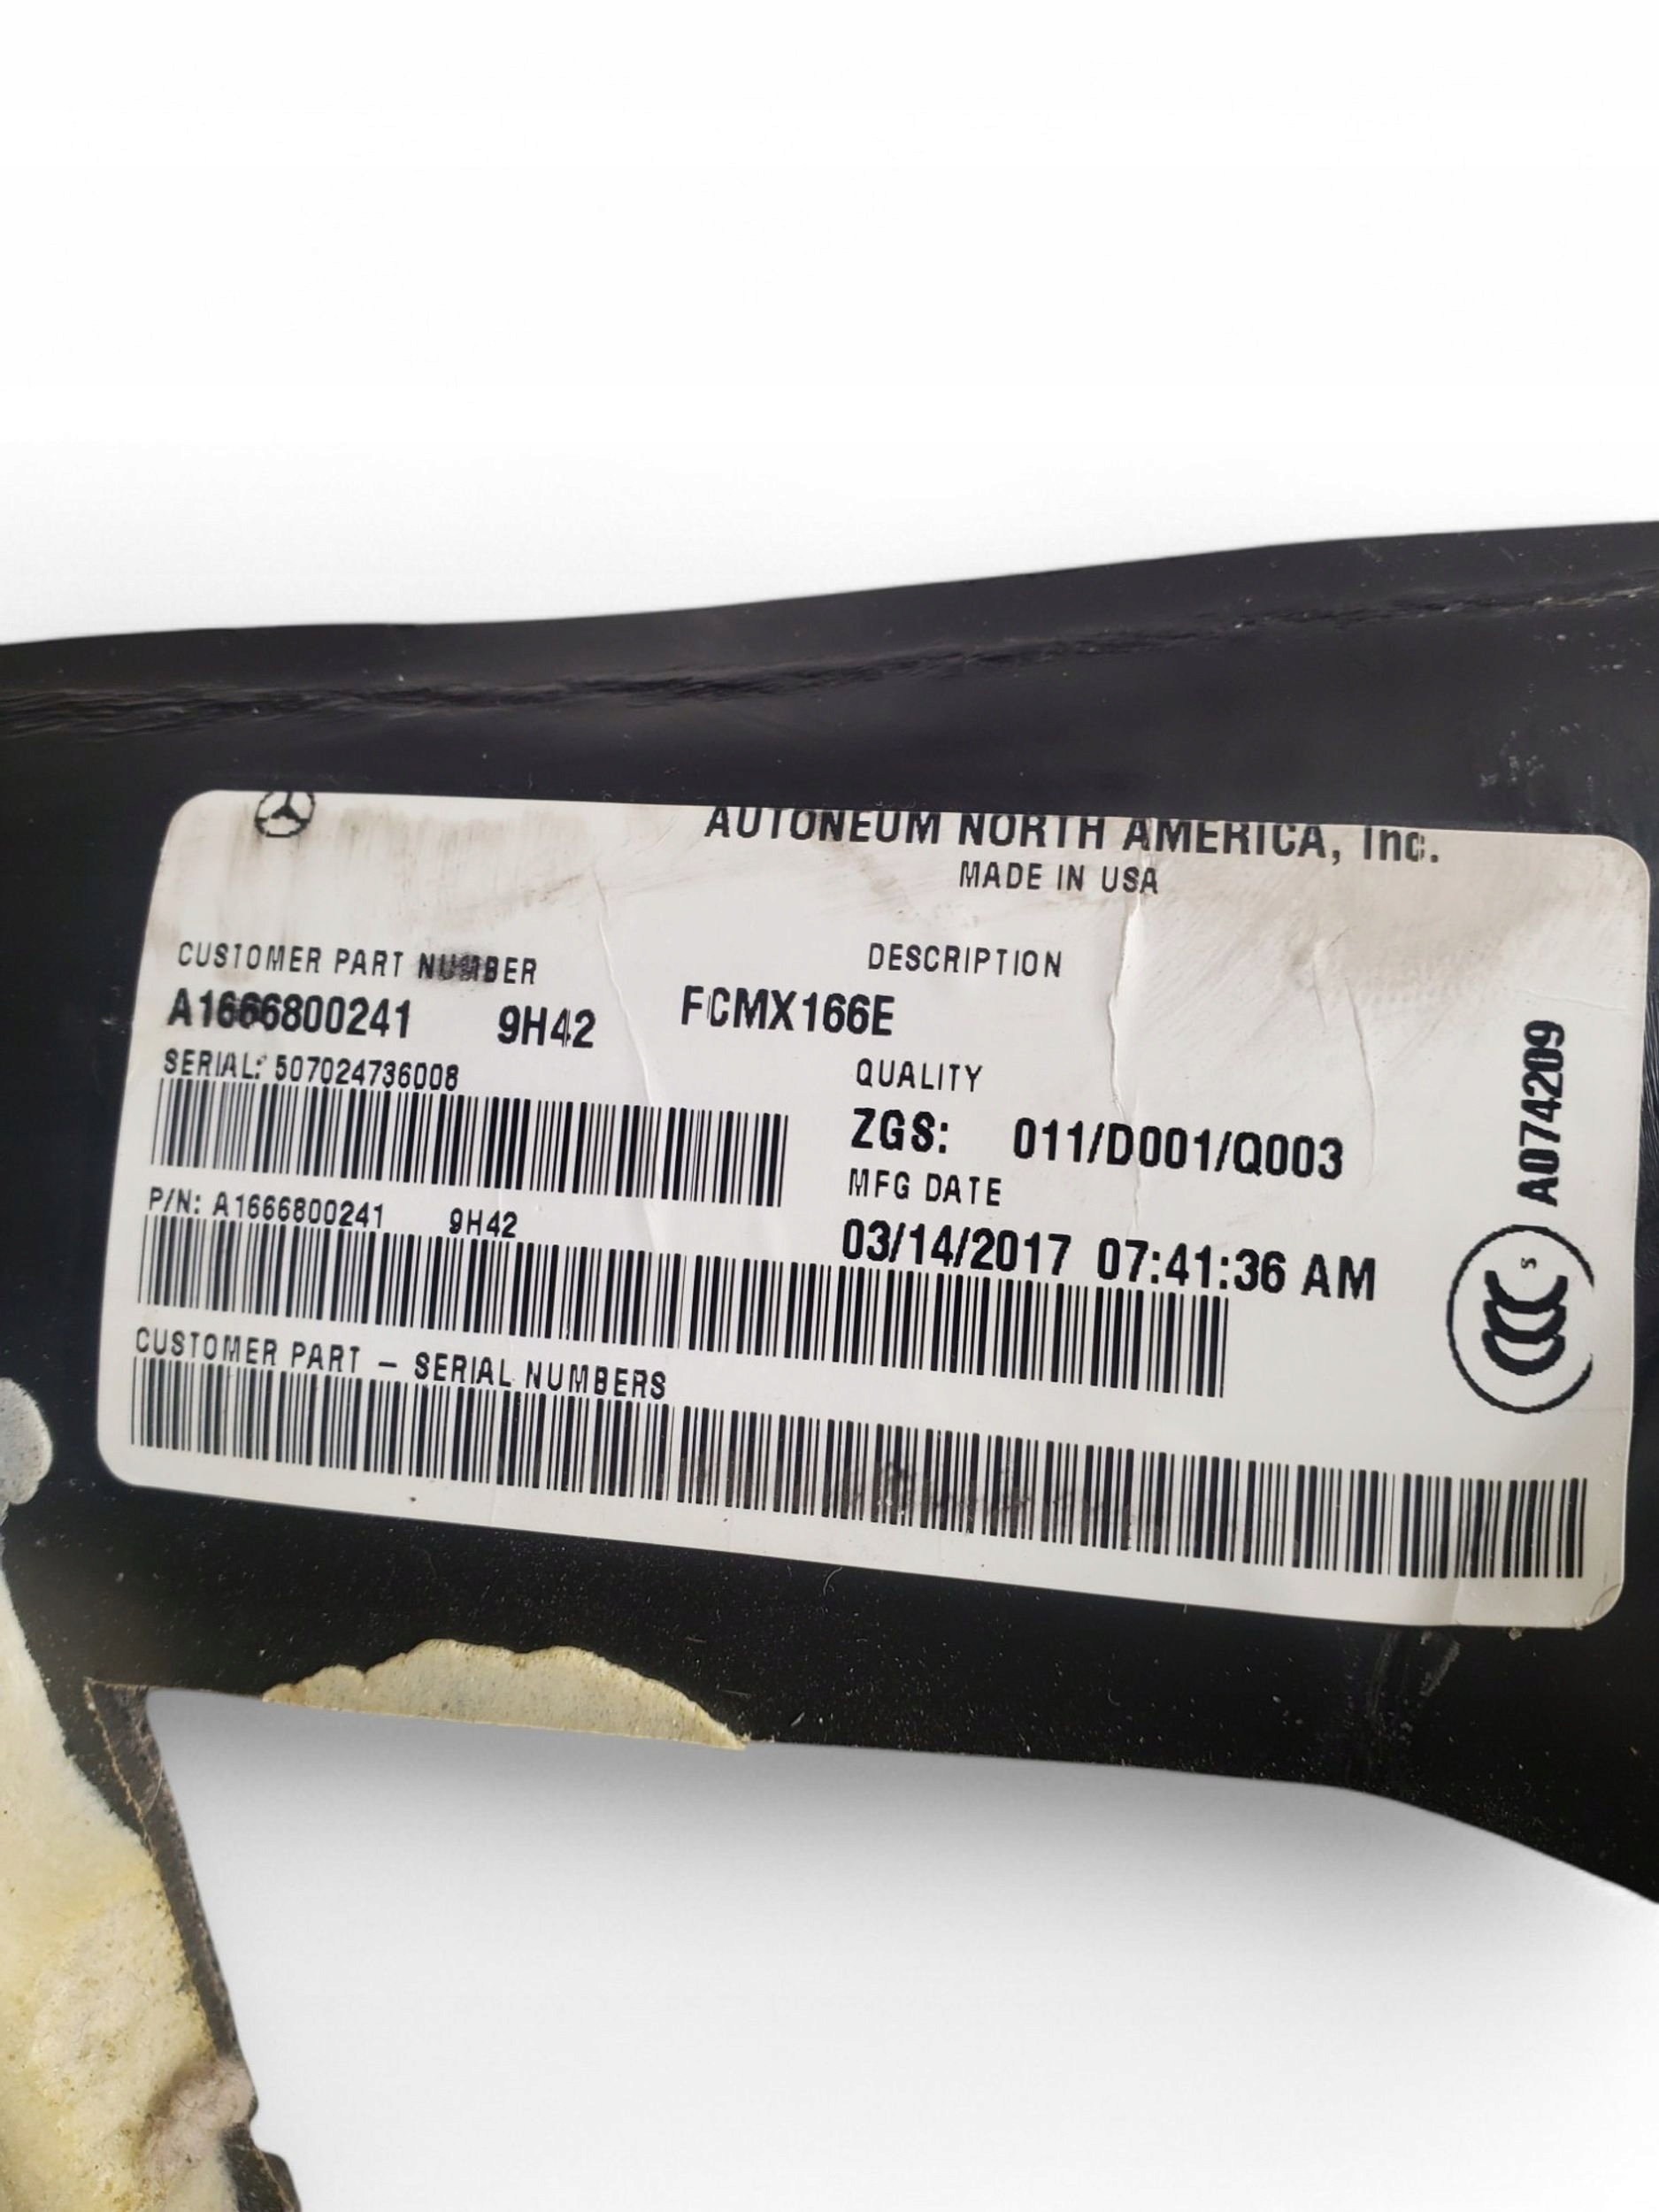 AUTONEUM NORTH AMERICA, Inc.
MADE IN USA
CUSTOMER PART NUMBER
A1666800241 9H42
DESCRIPTION
FCMX166E
SERIAL: 507024736008
QUALITY
ZGS: 011/D001/Q003
MFG DATE
03/14/2017 07:41:36 AM
P/N: A1666800241 9H42
CUSTOMER PART – SERIAL NUMBERS
A074209
CCC S